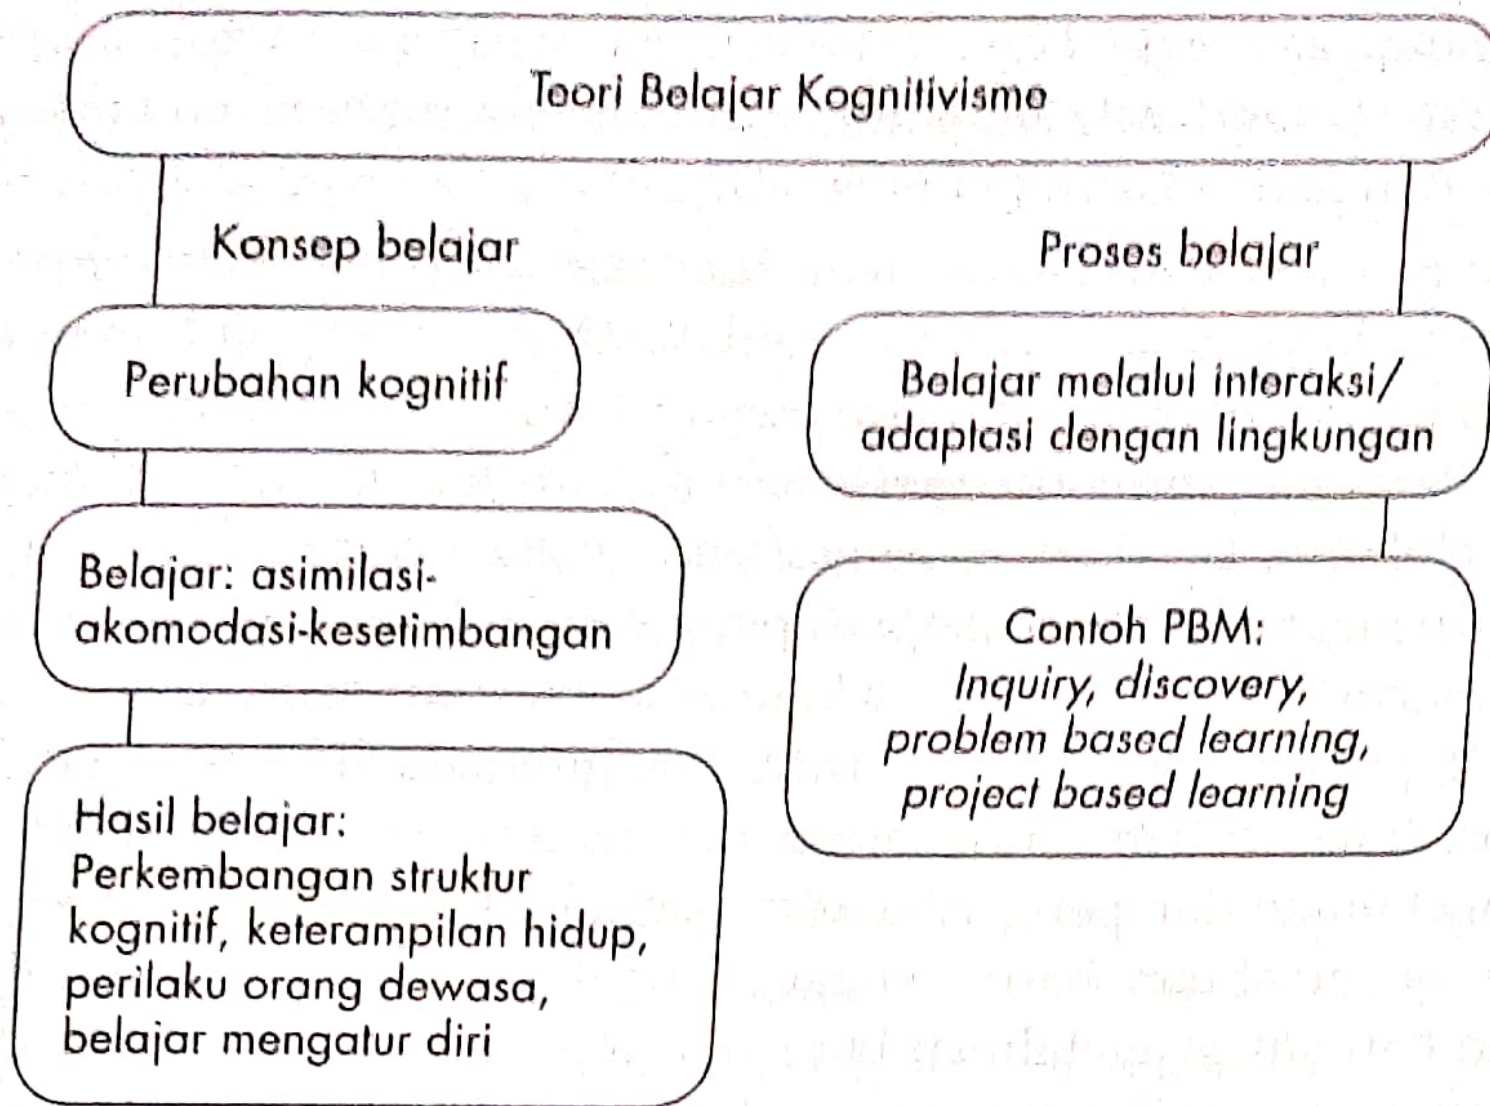 Teori Belajar Kognitivisme
Konsep belajar
Proses belajar
Perubahan kognitif
Belajar melalui interaksi/
adaptasi dengan lingkungan
Belajar: asimilasi-
akomodasi-kesetimbangan
Contoh PBM:
Inquiry, discovery,
problem based learning,
project based learning
Hasil belajar:
Perkembangan struktur
kognitif, keterampilan hidup,
perilaku orang dewasa,
belajar mengatur diri